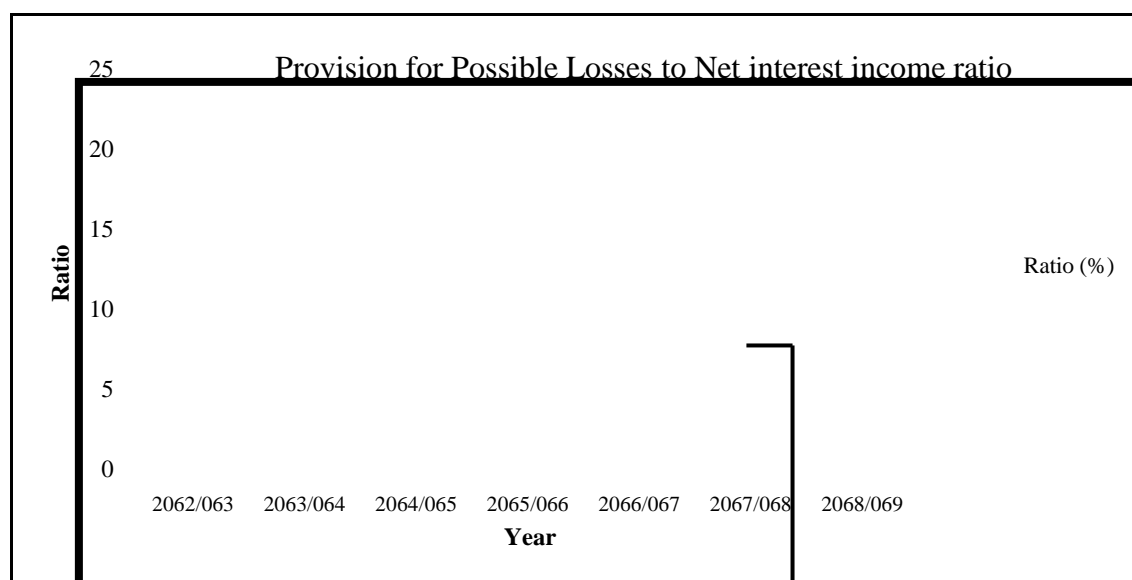 Provision for Possible Losses to Net interest income ratio
25
20
15
10
5
0
Ratio
Ratio (%)
2062/063 2063/064 2064/065 2065/066 2066/067 2067/068 2068/069
Year